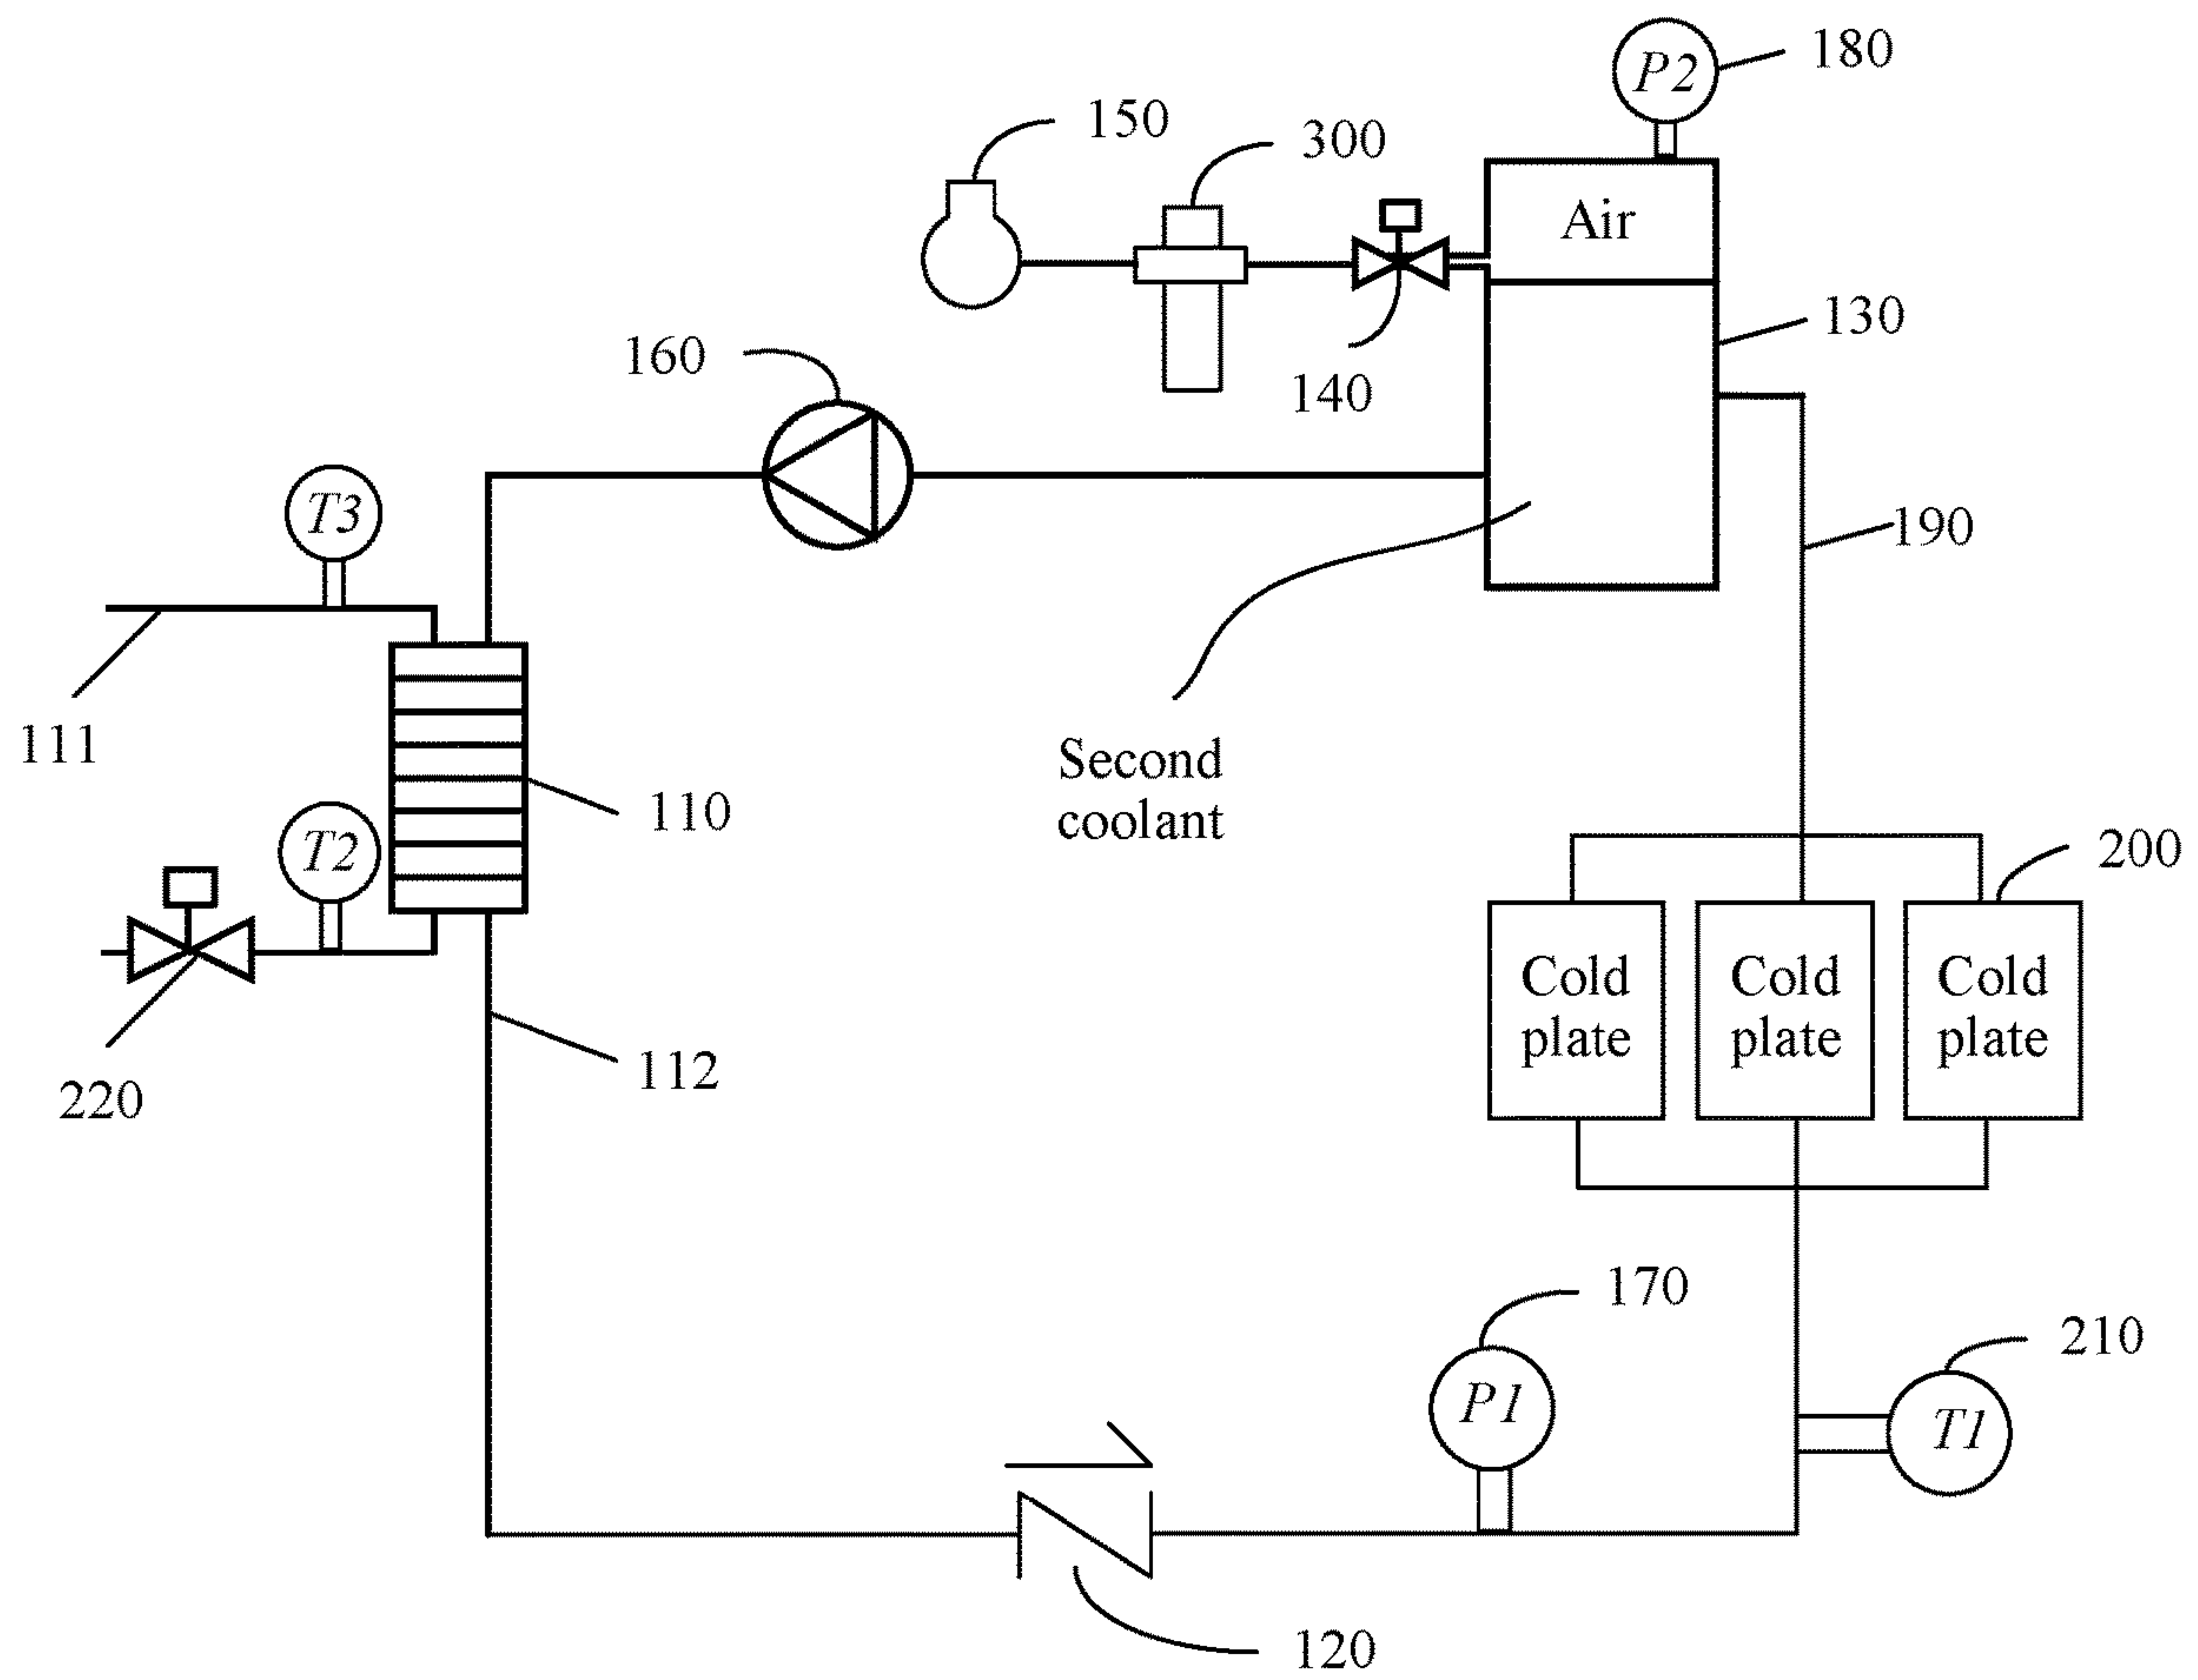 P2
180
150
300
Air
130
160
140
T3
190
111
Second
coolant
110
T2
200
Cold
plate
Cold
plate
Cold
plate
112
220
170
210
P1
T1
120